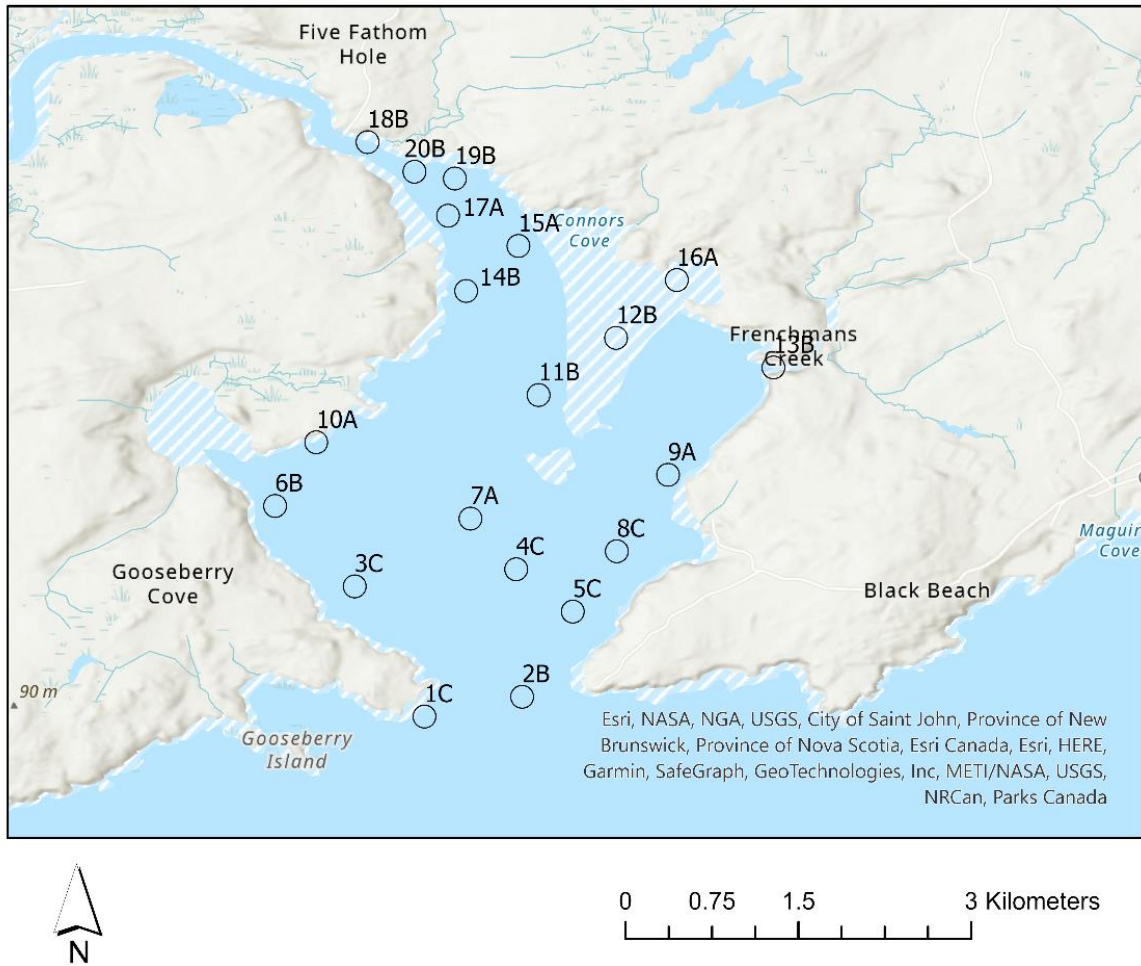 Five Fathom
Hole
18B
20B
19B
17A
15A
Connors
Cove
16A
14B
12B
Frenchmans
13B
Creek
11B
10A
9A
6B
7A
8C
4C
Maguir
Cove
3C
Gooseberry
Cove
5C
Black Beach
2B
90 m
1C
Gooseberry
Island
Esri, NASA, NGA, USGS, City of Saint John, Province of New
Brunswick, Province of Nova Scotia, Esri Canada, Esri, HERE,
Garmin, SafeGraph, GeoTechnologies, Inc, METI/NASA, USGS,
NRCan, Parks Canada
N
0 0.75 1.5 3 Kilometers